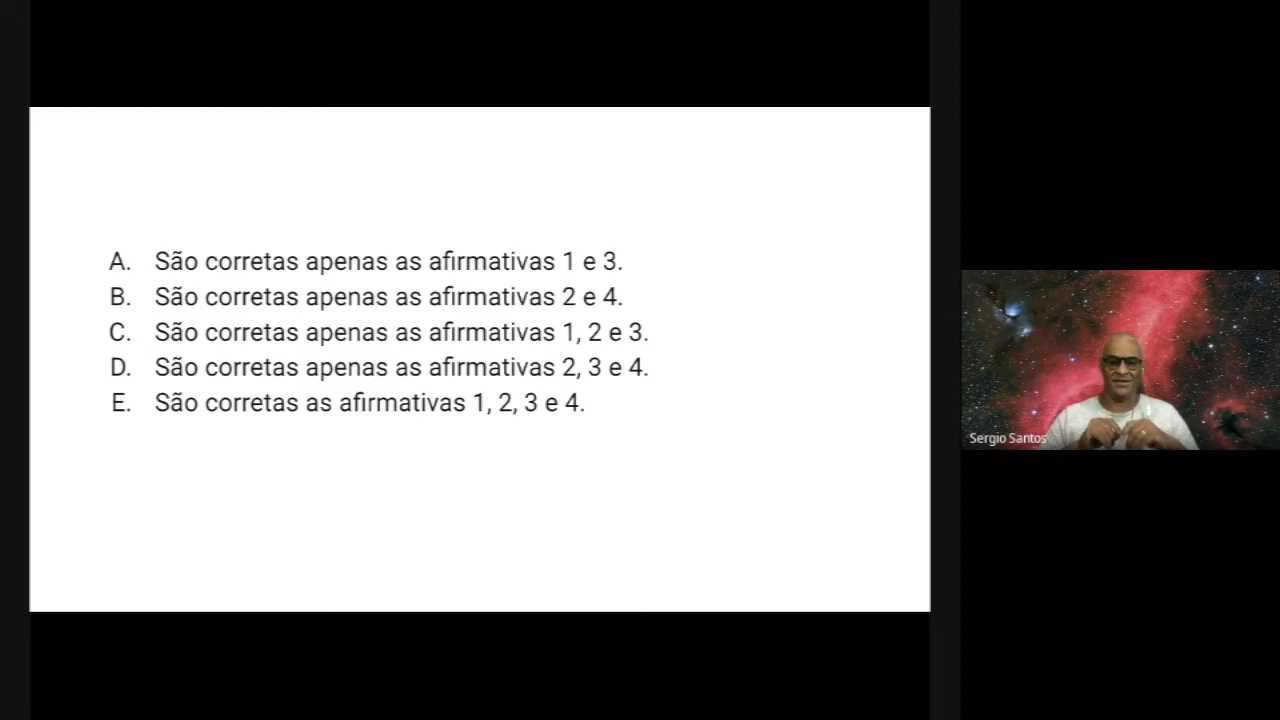 A. São corretas apenas as afirmativas 1 e 3.
B. São corretas apenas as afirmativas 2 e 4.
C. São corretas apenas as afirmativas 1, 2 e 3.
D. São corretas apenas as afirmativas 2, 3 e 4.
E. São corretas as afirmativas 1, 2, 3 e 4.
Sergio Santos